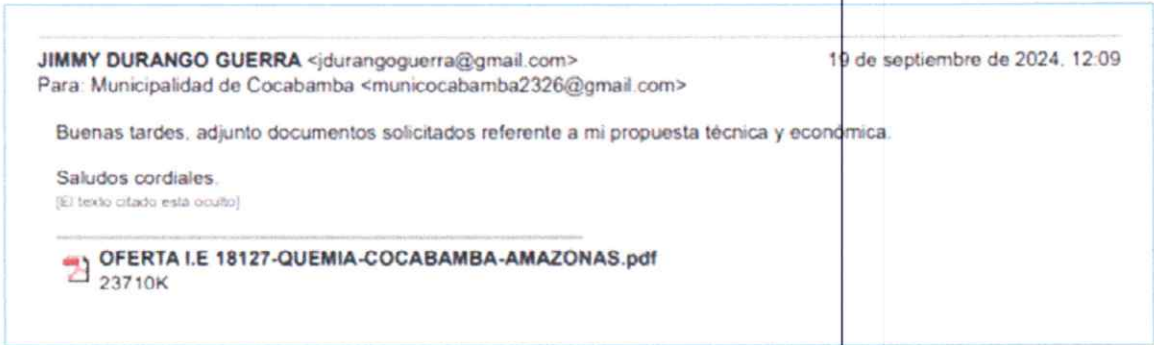 JIMMY DURANGO GUERRA <jdurangoguerra@gmail.com> 19 de septiembre de 2024, 12:09
Para: Municipalidad de Cocabamba <municocabamba2326@gmail.com>
Buenas tardes, adjunto documentos solicitados referente a mi propuesta técnica y económica.
Saludos cordiales.
[El texto citado está oculto]
OFERTA I.E 18127-QUEMIA-COCABAMBA-AMAZONAS.pdf
23710K